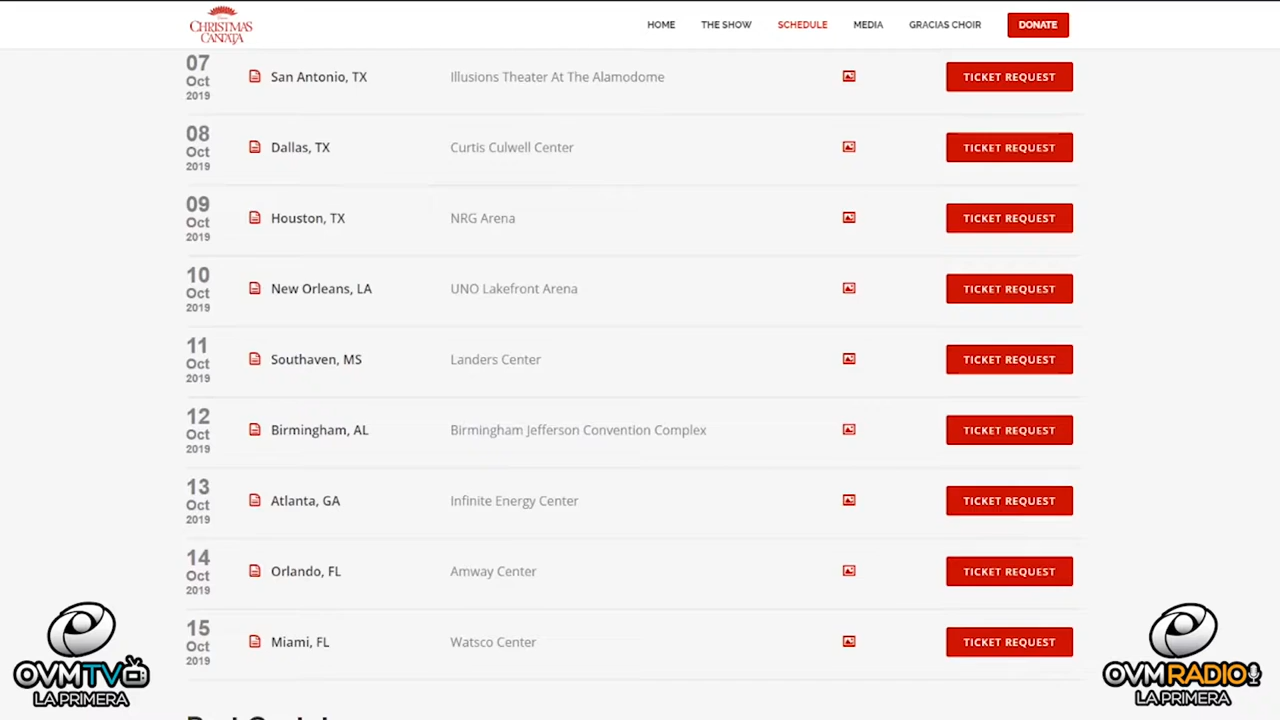 CHRISTMAS
CANTATA
HOME THE SHOW SCHEDULE MEDIA GRACIAS CHOIR DONATE
07
Oct
2019
San Antonio, TX Illusions Theater At The Alamodome TICKET REQUEST
08
Oct
2019
Dallas, TX Curtis Culwell Center TICKET REQUEST
09
Oct
2019
Houston, TX NRG Arena TICKET REQUEST
10
Oct
2019
New Orleans, LA UNO Lakefront Arena TICKET REQUEST
11
Oct
2019
Southaven, MS Landers Center TICKET REQUEST
12
Oct
2019
Birmingham, AL Birmingham Jefferson Convention Complex TICKET REQUEST
13
Oct
2019
Atlanta, GA Infinite Energy Center TICKET REQUEST
14
Oct
2019
Orlando, FL Amway Center TICKET REQUEST
15
Oct
2019
Miami, FL Watsco Center TICKET REQUEST
OVMTV
LA PRIMERA
OVMRADIO
LA PRIMERA